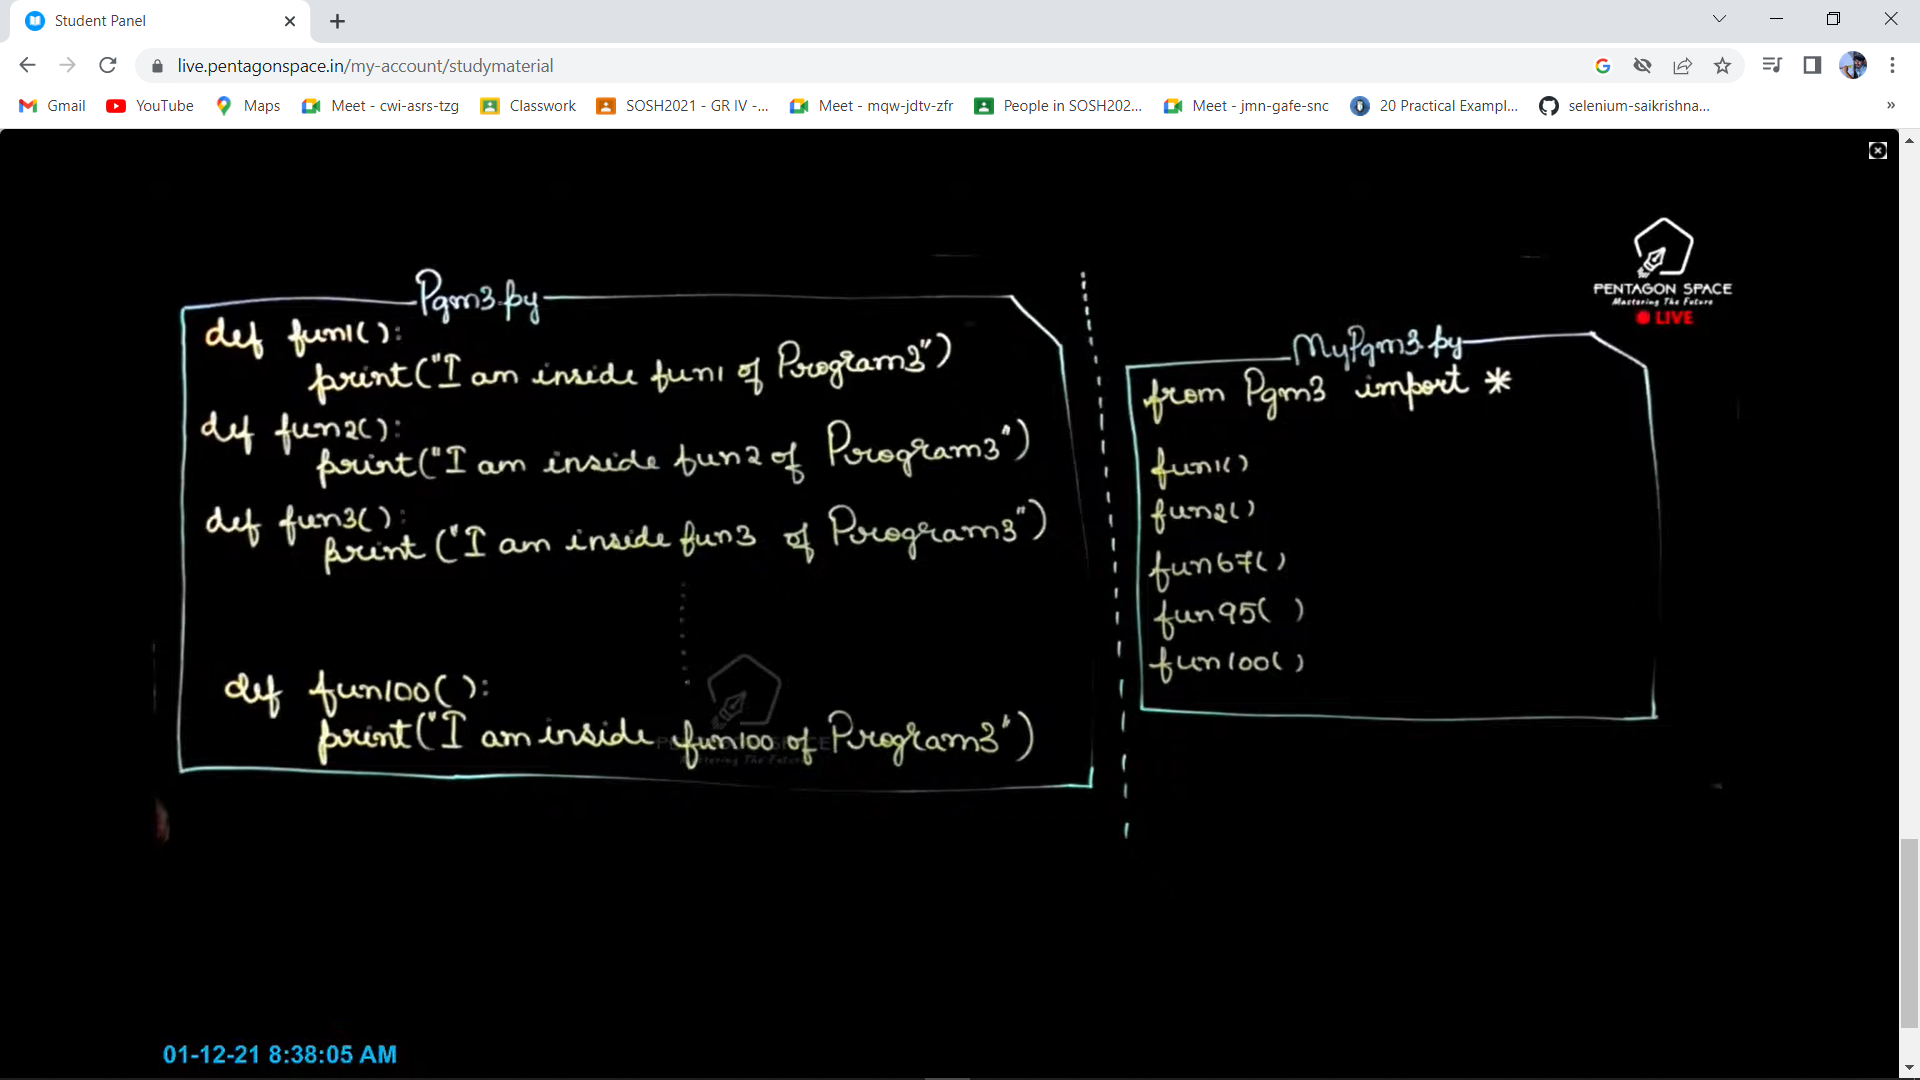 Student Panel
live.pentagonspace.in/my-account/studymaterial
Gmail
YouTube
Maps
Meet - cwi-asrs-tzg
Classwork
SOSH2021 - GR IV -...
Meet - mqw-jdtv-zfr
People in SOSH202...
Meet - jmn-gafe-snc
20 Practical Exampl...
selenium-saikrishna...
»
PENTAGON SPACE
Mastering The Future
LIVE
Pgm3.py
def fun1():
print("I am inside fun1 of Program3")
def fun2():
print("I am inside fun2 of Program3")
def fun3():
print("I am inside fun3 of Program3")
def fun100():
print("I am inside fun100 of Program3")
MyPgm3.py
from Pgm3 import *
fun1()
fun2()
fun67()
fun95( )
fun100( )
01-12-21 8:38:05 AM